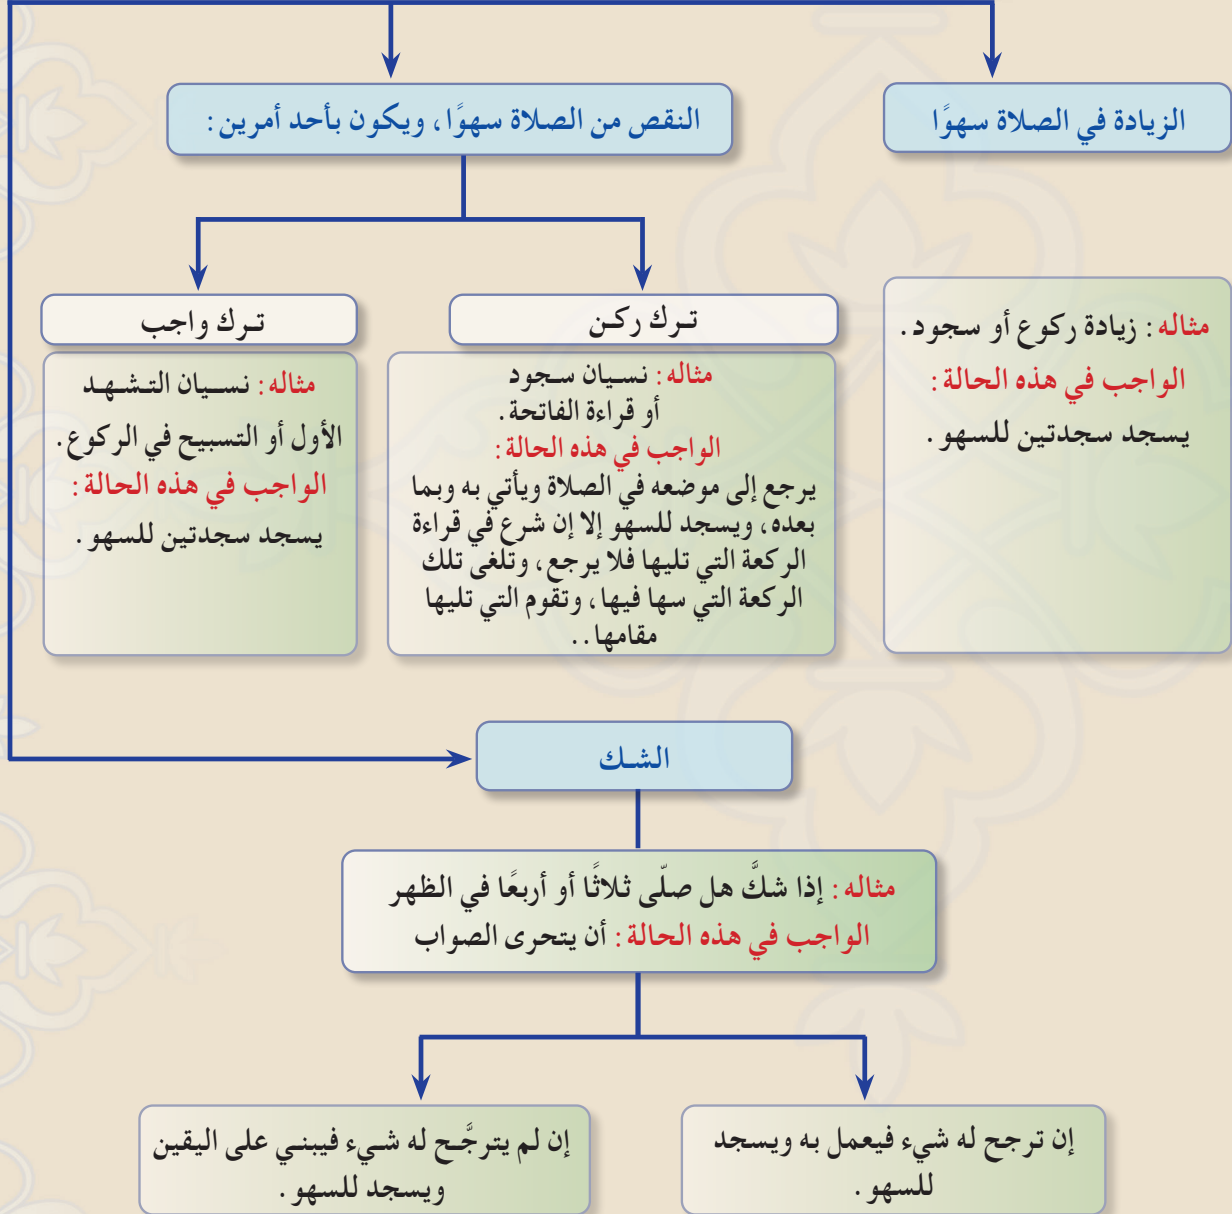 الزيادة في الصلاة سهوًا
النقص من الصلاة سهوًا، ويكون بأحد أمرين:
مثاله: زيادة ركوع أو سجود.
الواجب في هذه الحالة:
يسجد سجدتين للسهو.
ترك ركن
مثاله: نسيان سجود
أو قراءة الفاتحة.
الواجب في هذه الحالة:
يرجع إلى موضعه في الصلاة ويأتي به وبما
بعده، ويسجد للسهو إلا إن شرع في قراءة
الركعة التي تليها فلا يرجع، وتلغى تلك
الركعة التي سها فيها، وتقوم التي تليها
مقامها..
ترك واجب
مثاله: نسيان التشهد
الأول أو التسبيح في الركوع.
الواجب في هذه الحالة:
يسجد سجدتين للسهو.
الشك
مثاله: إذا شكَّ هل صلّى ثلاثًا أو أربعًا في الظهر
الواجب في هذه الحالة: أن يتحرى الصواب
إن ترجح له شيء فيعمل به ويسجد
للسهو.
إن لم يترجَّح له شيء فيبني على اليقين
ويسجد للسهو.